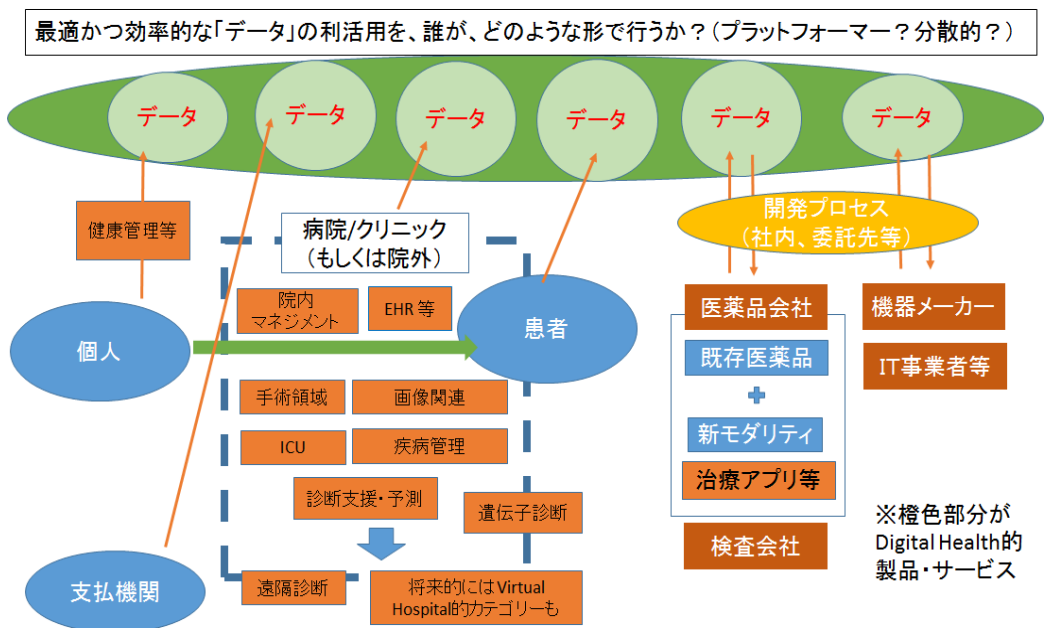 最適かつ効率的な「データ」の利活用を、誰が、どのような形で行うか？（プラットフォーマー？分散的？）
データ
データ
データ
データ
データ
データ
健康管理等
病院/クリニック
（もしくは院外）
開発プロセス
（社内、委託先等）
院内
マネジメント
EHR 等
個人
患者
医薬品会社
機器メーカー
既存医薬品
IT事業者等
手術領域
画像関連
新モダリティ
ICU
疾病管理
治療アプリ等
診断支援・予測
遺伝子診断
検査会社
※橙色部分が
Digital Health的
製品・サービス
支払機関
遠隔診断
将来的にはVirtual
Hospital的カテゴリーも